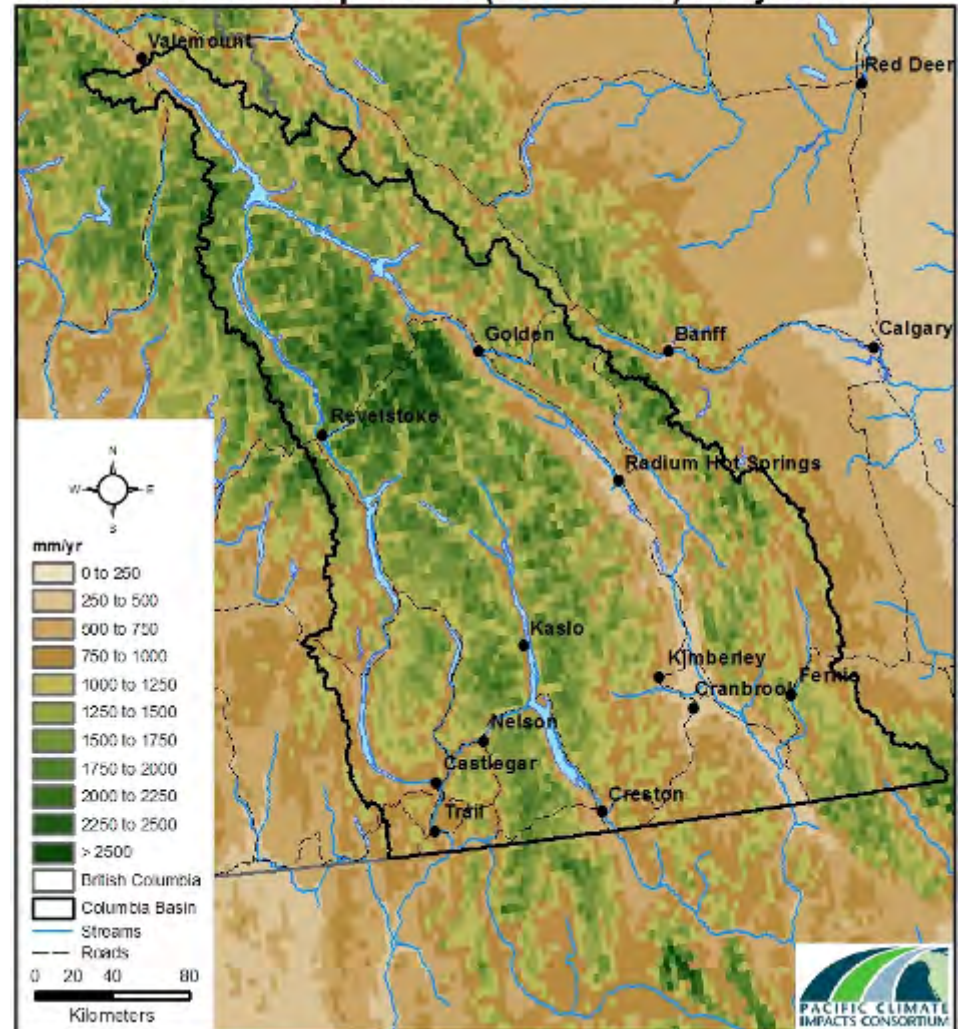 Valemount
Red Deer
Golden
Banff
Calgary
Revelstoke
Radium Hot Springs
Kaslo
Kimberley
Cranbrook
Fernie
Nelson
Castlegar
Creston
Trail
N
W
E
S
mm/yr
0 to 250
250 to 500
500 to 750
750 to 1000
1000 to 1250
1250 to 1500
1500 to 1750
1750 to 2000
2000 to 2250
2250 to 2500
> 2500
British Columbia
Columbia Basin
Streams
Roads
0 20 40 80
Kilometers
PACIFIC CLIMATE
IMPACTS CONSORTIUM